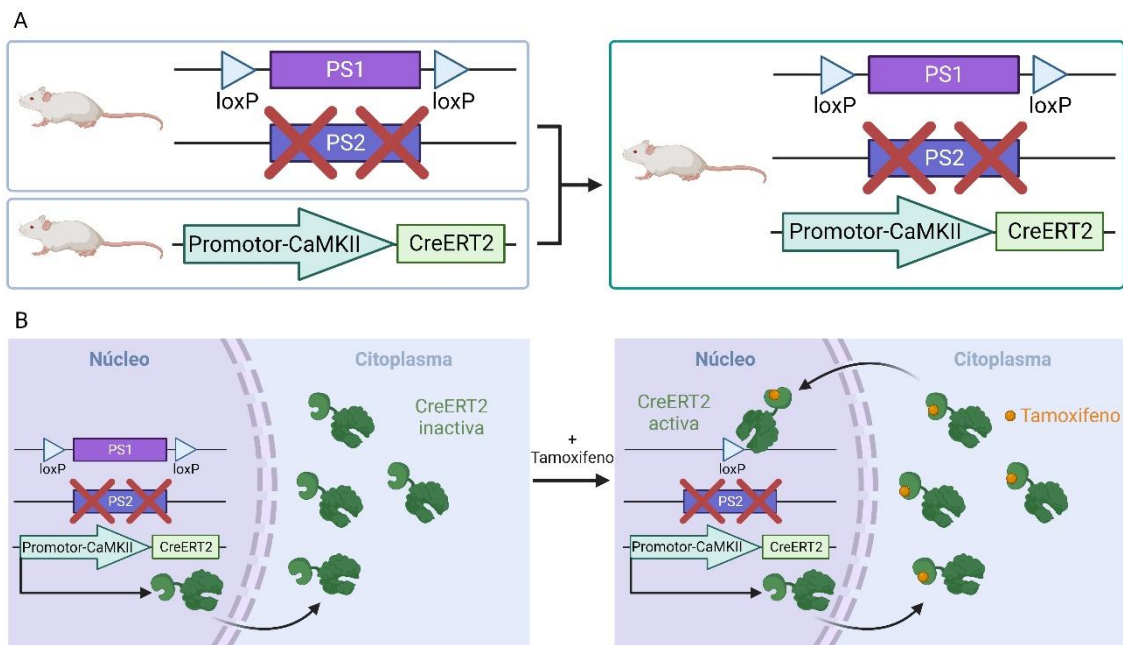 A
PS1
loxP
loxP
PS2
Promotor-CaMKII
CreERT2
PS1
loxP
loxP
PS2
Promotor-CaMKII
CreERT2
B
Núcleo
Citoplasma
CreERT2
inactiva
PS1
loxP
loxP
PS2
Promotor-CaMKII
CreERT2
+
Tamoxifeno
Núcleo
Citoplasma
CreERT2
activa
Tamoxifeno
loxP
PS2
Promotor-CaMKII
CreERT2